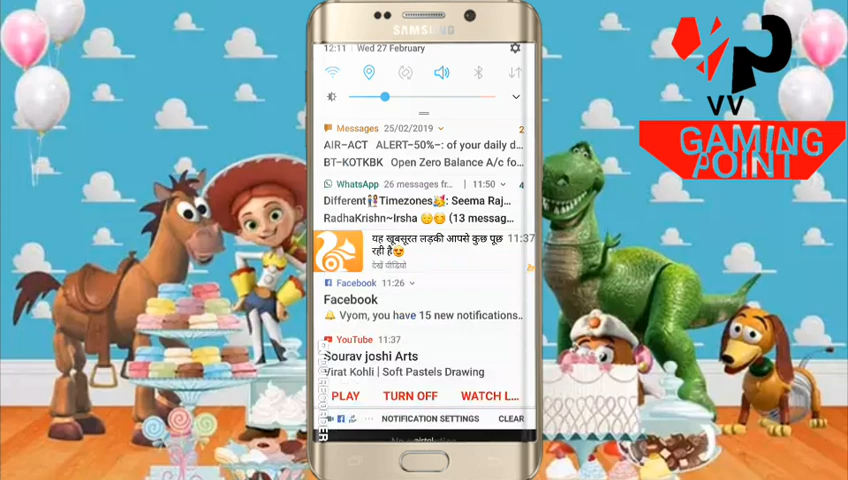 SAMSUNG
12:11 | Wed 27 February
Messages 25/02/2019
2
AIR-ACT ALERT-50%-: of your daily d...
BT-KOTKBK Open Zero Balance A/c fo...
WhatsApp 26 messages fr... | 11:50
4
Different👫Timezones🥳: Seema Raj...
RadhaKrishn~Irsha 😊😊 (13 messag...
यह खूबसूरत लड़की आपसे कुछ पूछ
रही है😍
11:37
देखें वीडियो
Facebook 11:26
Facebook
🔔 Vyom, you have 15 new notifications..
YouTube 11:37
Sourav joshi Arts
Virat Kohli | Soft Pastels Drawing
PLAY TURN OFF WATCH L...
NOTIFICATION SETTINGS CLEAR
airtel
VP
VV
GAMING
POINT